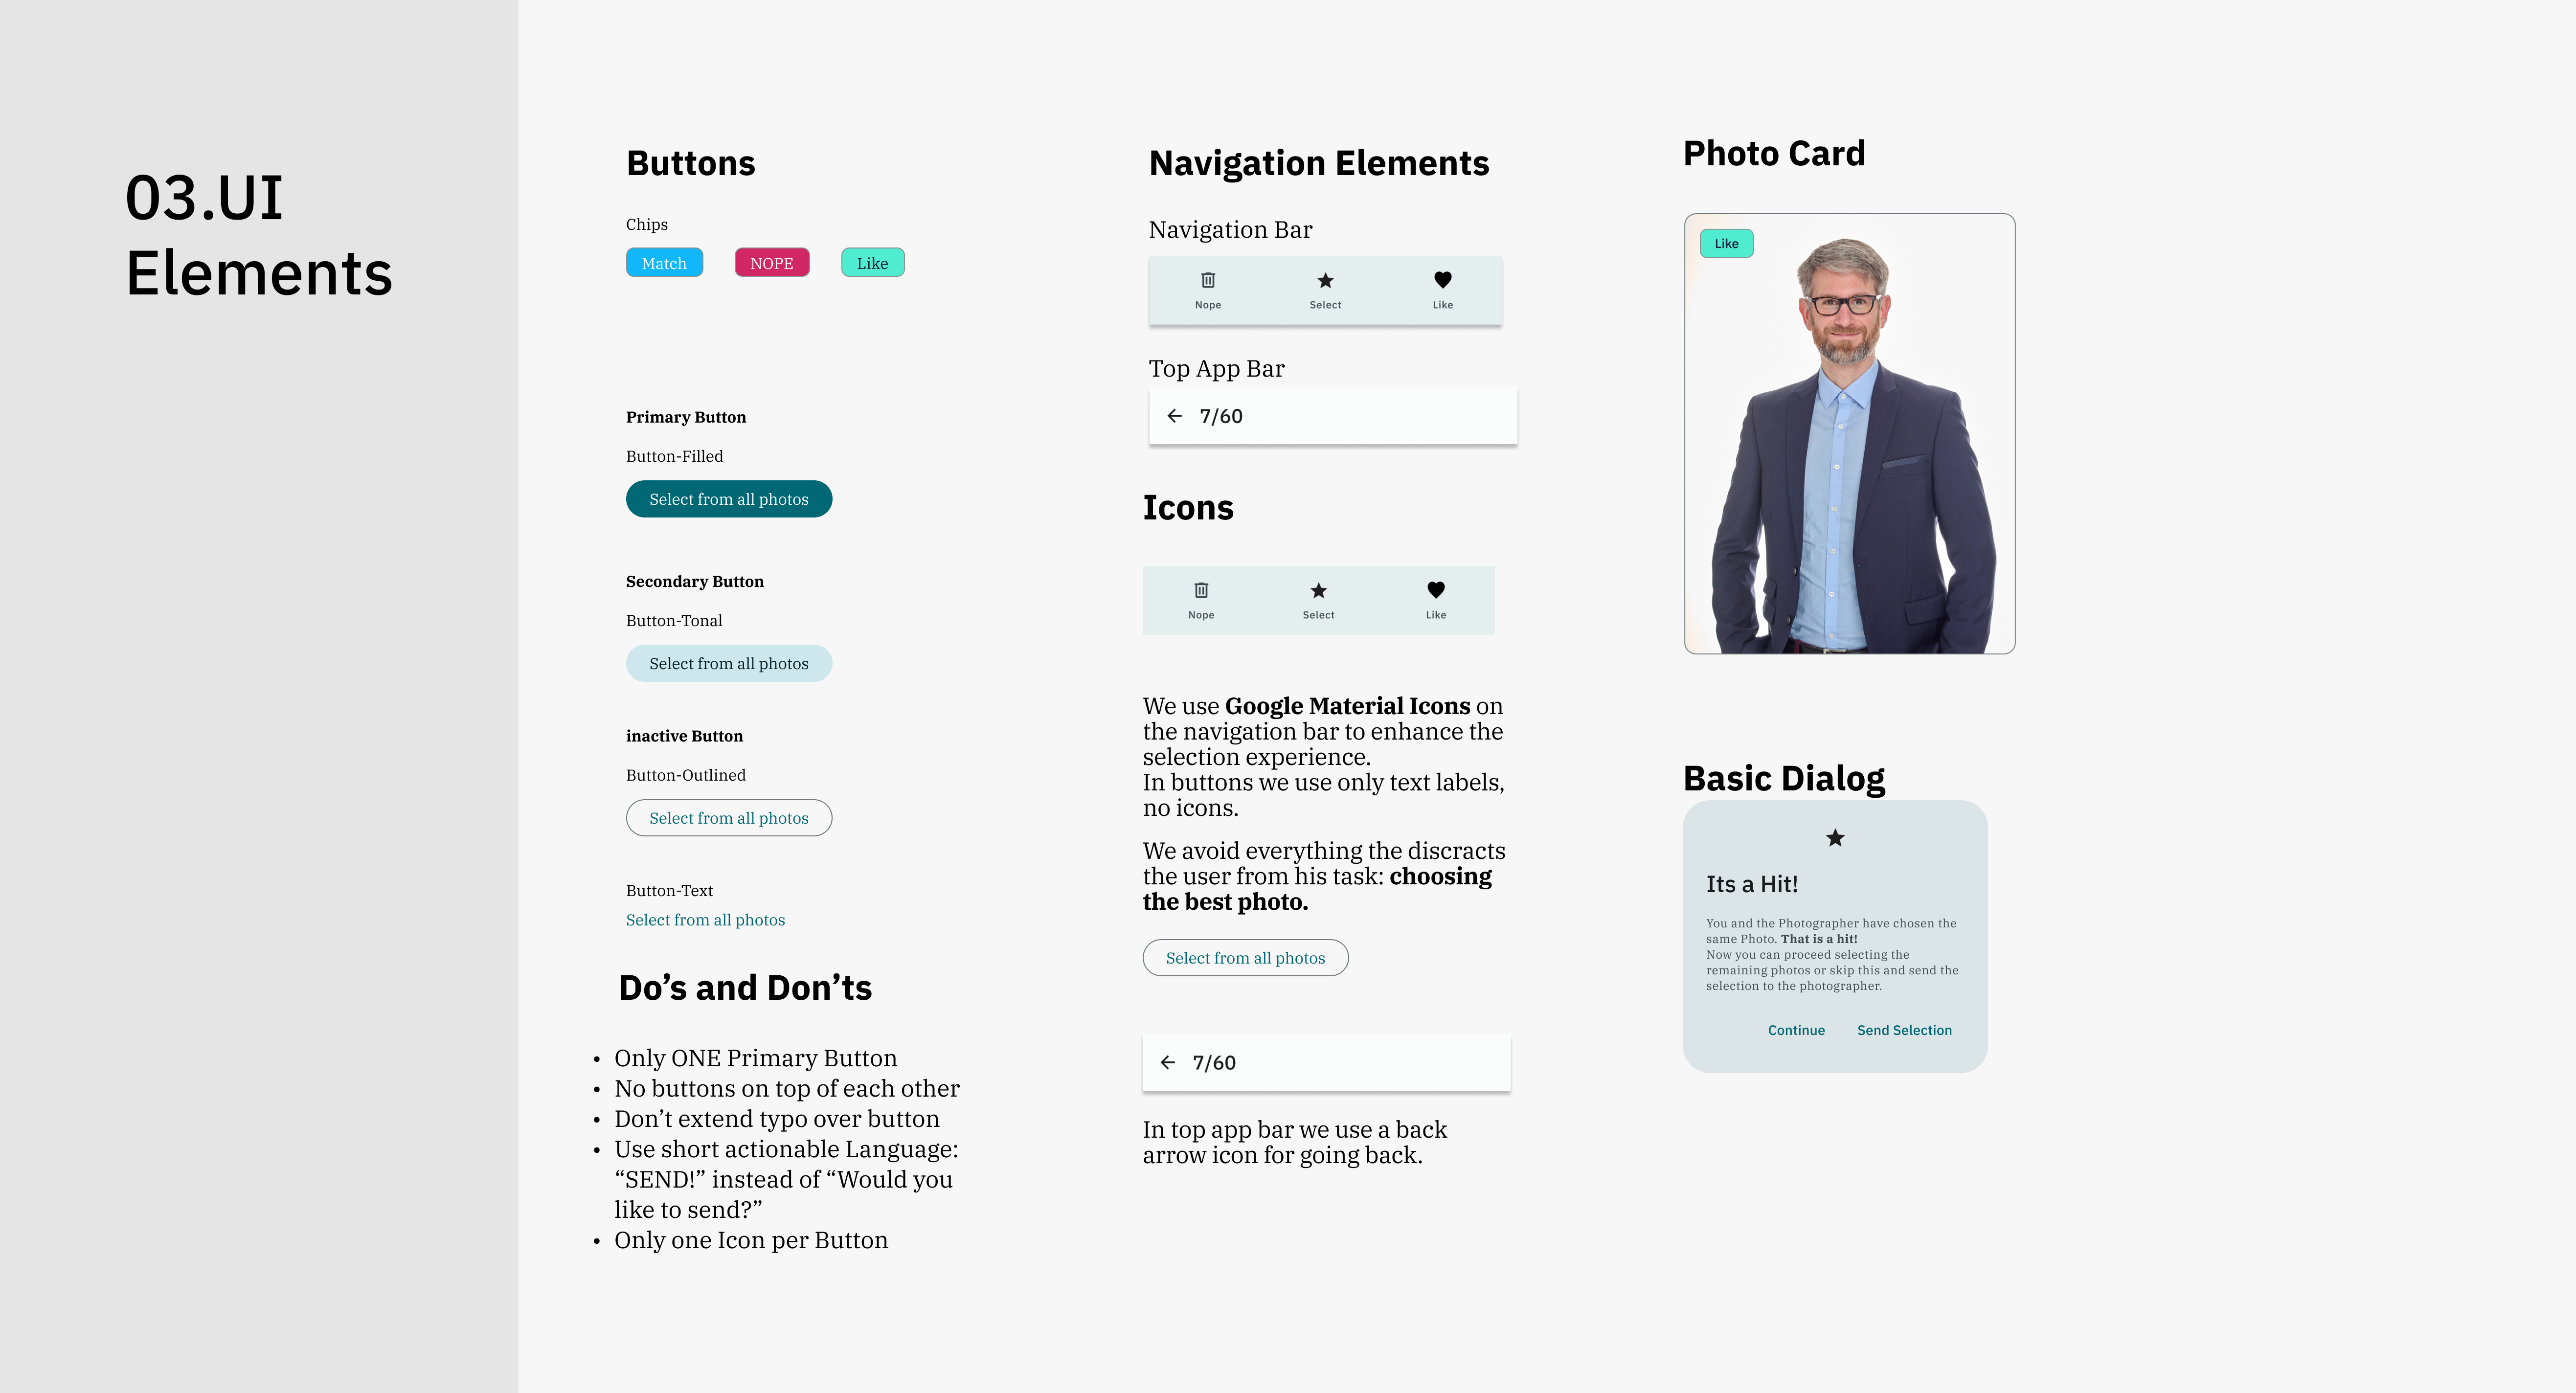 03.UI
Elements
Buttons
Chips
Match
NOPE
Like
Primary Button
Button-Filled
Select from all photos
Secondary Button
Button-Tonal
Select from all photos
inactive Button
Button-Outlined
Select from all photos
Button-Text
Select from all photos
Do’s and Don’ts
• Only ONE Primary Button
• No buttons on top of each other
• Don’t extend typo over button
• Use short actionable Language:
“SEND!” instead of “Would you
like to send?”
• Only one Icon per Button
Navigation Elements
Navigation Bar
Nope
Select
Like
Top App Bar
7/60
Icons
Nope
Select
Like
We use Google Material Icons on
the navigation bar to enhance the
selection experience.
In buttons we use only text labels,
no icons.
We avoid everything the discracts
the user from his task: choosing
the best photo.
Select from all photos
7/60
In top app bar we use a back
arrow icon for going back.
Photo Card
Like
Basic Dialog
Its a Hit!
You and the Photographer have chosen the
same Photo. That is a hit!
Now you can proceed selecting the
remaining photos or skip this and send the
selection to the photographer.
Continue
Send Selection